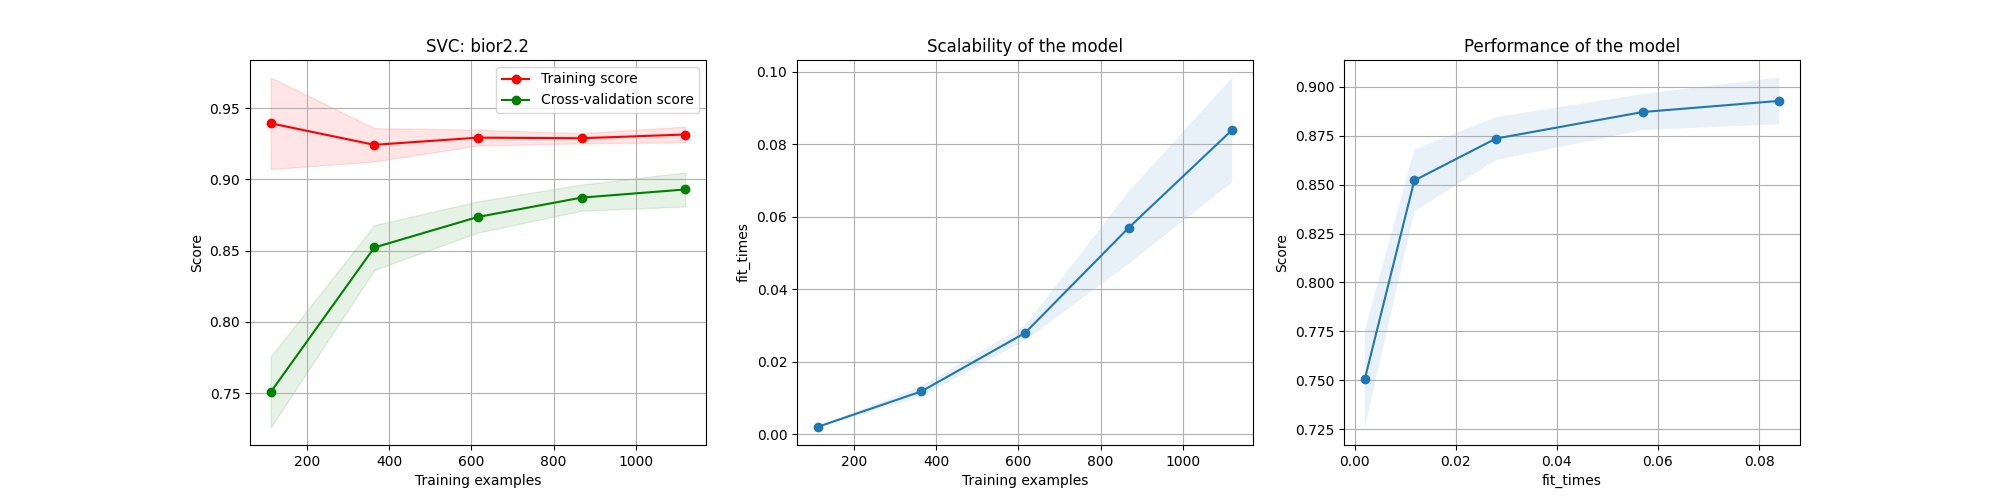 SVC: bior2.2
Training score
Cross-validation score
0.95
0.90
0.85
0.80
0.75
Score
200 400 600 800 1000
Training examples
Scalability of the model
0.10
0.08
0.06
0.04
0.02
0.00
fit_times
200 400 600 800 1000
Training examples
Performance of the model
0.900
0.875
0.850
0.825
0.800
0.775
0.750
0.725
Score
0.00 0.02 0.04 0.06 0.08
fit_times